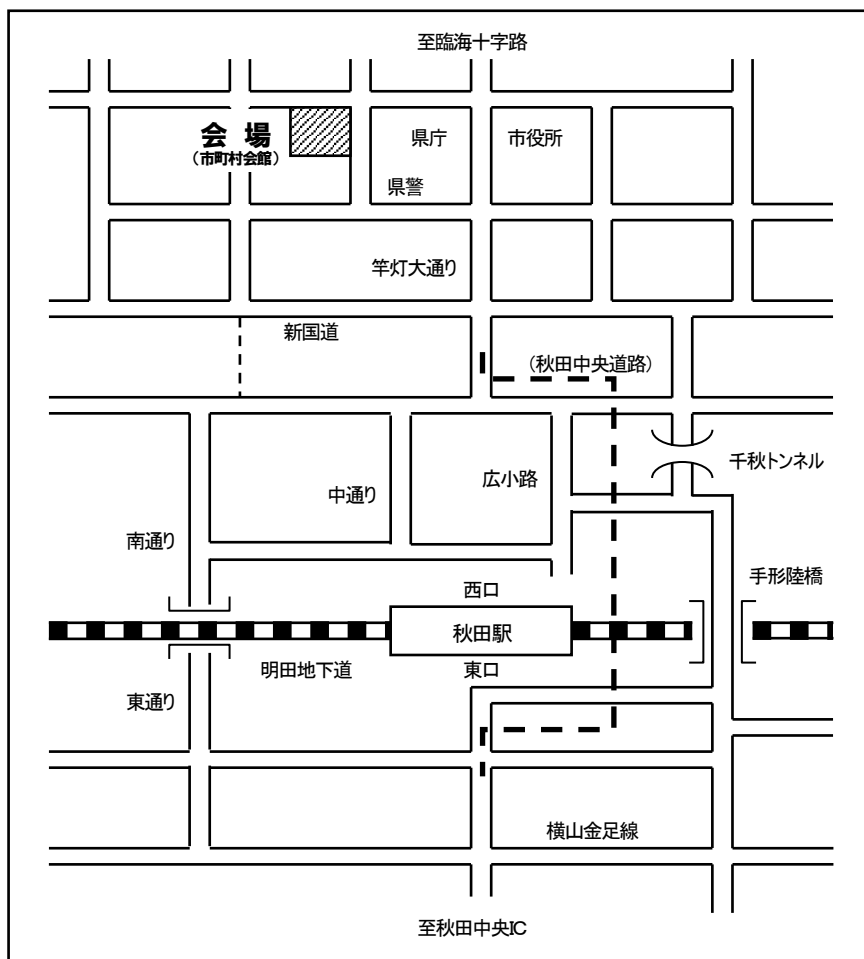 至臨海十字路
会 場
(市町村会館)
県庁
市役所
県警
竿灯大通り
新国道
(秋田中央道路)
千秋トンネル
広小路
中通り
南通り
手形陸橋
西口
秋田駅
明田地下道
東口
東通り
横山金足線
至秋田中央IC